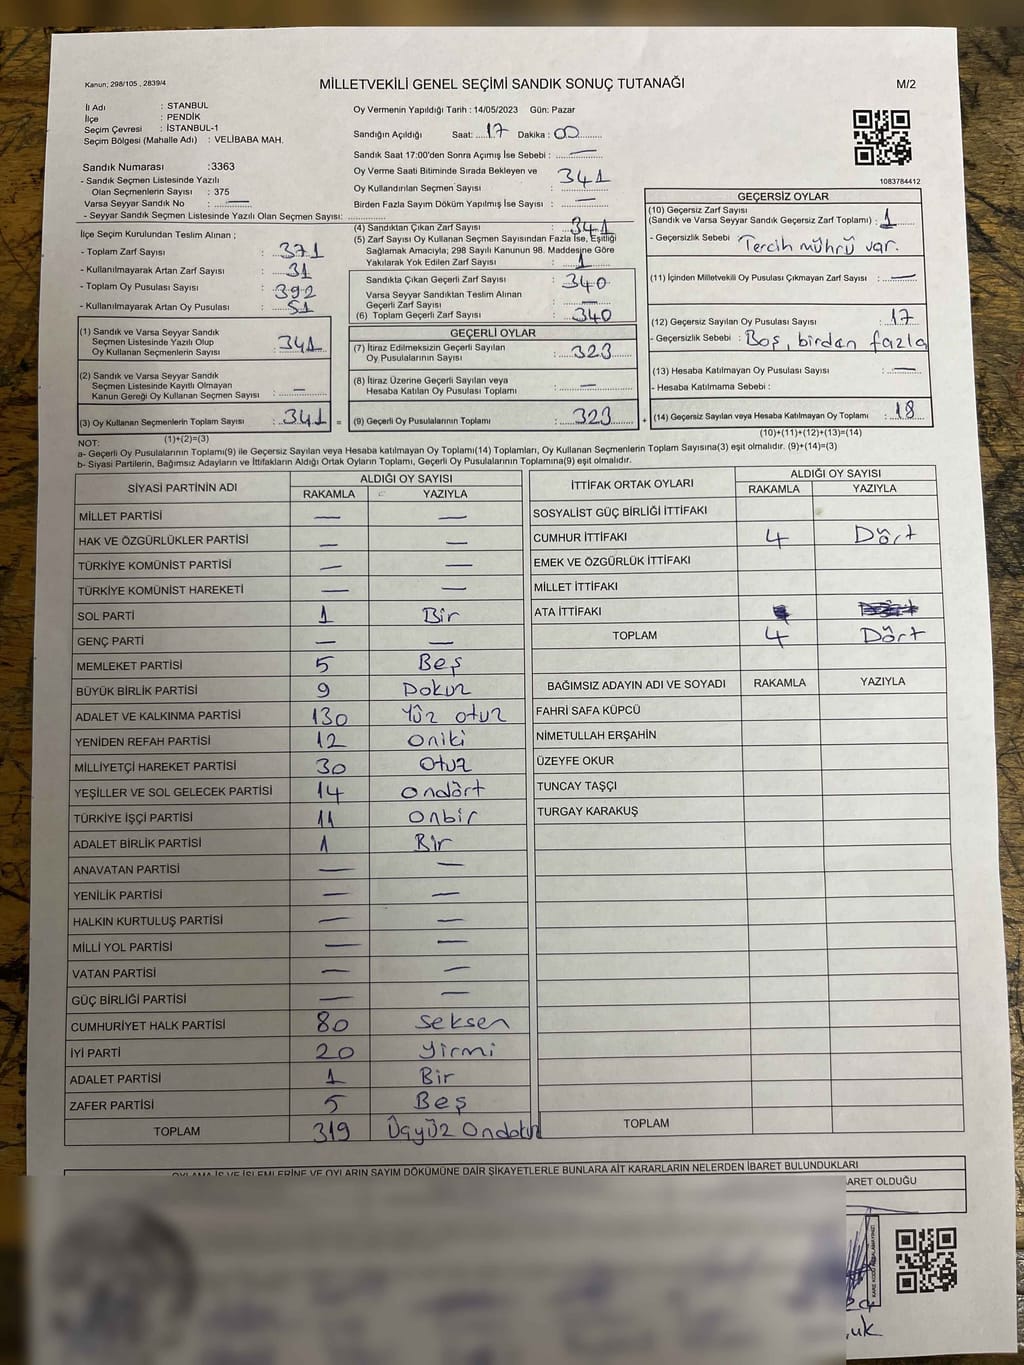 Kanun; 298/105 , 2839/4
MİLLETVEKİLİ GENEL SEÇİMİ SANDIK SONUÇ TUTANAĞI
M/2
İl Adı : STANBUL
İlçe : PENDİK
Seçim Çevresi : İSTANBUL-1
Seçim Bölgesi (Mahalle Adı) : VELİBABA MAH.
Sandık Numarası :3363
- Sandık Seçmen Listesinde Yazılı
Olan Seçmenlerin Sayısı : 375
Varsa Seyyar Sandık No : —
- Seyyar Sandık Seçmen Listesinde Yazılı Olan Seçmen Sayısı:
Oy Vermenin Yapıldığı Tarih : 14/05/2023 Gün: Pazar
Sandığın Açıldığı Saat: 17 Dakika : 00
Sandık Saat 17:00'den Sonra Açımış İse Sebebi : —
Oy Verme Saati Bitiminde Sırada Bekleyen ve
Oy Kullandırılan Seçmen Sayısı : 341
Birden Fazla Sayım Döküm Yapılmış İse Sayısı : —
1083784412
İlçe Seçim Kurulundan Teslim Alınan ;
- Toplam Zarf Sayısı : 371
- Kullanılmayarak Artan Zarf Sayısı : 31
- Toplam Oy Pusulası Sayısı : 392
- Kullanılmayarak Artan Oy Pusulası : 51
(4) Sandıktan Çıkan Zarf Sayısı : 341
(5) Zarf Sayısı Oy Kullanan Seçmen Sayısından Fazla İse, Eşitliği
Sağlamak Amacıyla; 298 Sayılı Kanunun 98. Maddesine Göre
Yakılarak Yok Edilen Zarf Sayısı : 1
Sandıkla Çıkan Geçerli Zarf Sayısı : 340
Varsa Seyyar Sandıktan Teslim Alınan
Geçerli Zarf Sayısı : —
(6) Toplam Geçerli Zarf Sayısı : 340
GEÇERSİZ OYLAR
(10) Geçersiz Zarf Sayısı
(Sandık ve Varsa Seyyar Sandık Geçersiz Zarf Toplamı) : 1
- Geçersizlik Sebebi : Tercih mührü var.
(11) İçinden Milletvekili Oy Pusulası Çıkmayan Zarf Sayısı : —
(12) Geçersiz Sayılan Oy Pusulası Sayısı : 17
- Geçersizlik Sebebi : Boş, birden fazla
(13) Hesaba Katılmayan Oy Pusulası Sayısı : —
- Hesaba Katılmama Sebebi :
(14) Geçersiz Sayılan veya Hesaba Katılmayan Oy Toplamı : 18
(10)+(11)+(12)+(13)=(14)
(1) Sandık ve Varsa Seyyar Sandık
Seçmen Listesinde Yazılı Olup
Oy Kullanan Seçmenlerin Sayısı : 341
(2) Sandık ve Varsa Seyyar Sandık
Seçmen Listesinde Kayıtlı Olmayan
Kanun Gereği Oy Kullanan Seçmen Sayısı : —
(3) Oy Kullanan Seçmenlerin Toplam Sayısı : 341 =
(1)+(2)=(3)
GEÇERLİ OYLAR
(7) İtiraz Edilmeksizin Geçerli Sayılan
Oy Pusulalarının Sayısı : 323
(8) İtiraz Üzerine Geçerli Sayılan veya
Hesaba Katılan Oy Pusulası Toplamı : —
(9) Geçerli Oy Pusulalarının Toplamı : 323 +
NOT:
a- Geçerli Oy Pusulalarının Toplamı(9) ile Geçersiz Sayılan veya Hesaba katılmayan Oy Toplamı(14) Toplamları, Oy Kullanan Seçmenlerin Toplam Sayısına(3) eşit olmalıdır. (9)+(14)=(3)
b- Siyasi Partilerin, Bağımsız Adayların ve İttifakların Aldığı Ortak Oyların Toplamı, Geçerli Oy Pusulalarının Toplamına(9) eşit olmalıdır.
SİYASİ PARTİNİN ADI ALDIĞI OY SAYISI
RAKAMLA YAZIYLA
MİLLET PARTİSİ — —
HAK VE ÖZGÜRLÜKLER PARTİSİ — —
TÜRKİYE KOMÜNİST PARTİSİ — —
TÜRKİYE KOMÜNİST HAREKETİ — —
SOL PARTİ 1 Bir
GENÇ PARTİ — —
MEMLEKET PARTİSİ 5 Beş
BÜYÜK BİRLİK PARTİSİ 9 Dokuz
ADALET VE KALKINMA PARTİSİ 130 Yüz otuz
YENİDEN REFAH PARTİSİ 12 Oniki
MİLLİYETÇİ HAREKET PARTİSİ 30 Otuz
YEŞİLLER VE SOL GELECEK PARTİSİ 14 Ondört
TÜRKİYE İŞÇİ PARTİSİ 11 Onbir
ADALET BİRLİK PARTİSİ 1 Bir
ANAVATAN PARTİSİ — —
YENİLİK PARTİSİ — —
HALKIN KURTULUŞ PARTİSİ — —
MİLLİ YOL PARTİSİ — —
VATAN PARTİSİ — —
GÜÇ BİRLİĞİ PARTİSİ — —
CUMHURİYET HALK PARTİSİ 80 Seksen
İYİ PARTİ 20 Yirmi
ADALET PARTİSİ 1 Bir
ZAFER PARTİSİ 5 Beş
TOPLAM 319 Üçyüz
İTTİFAK ORTAK OYLARI ALDIĞI OY SAYISI
RAKAMLA YAZIYLA
SOSYALİST GÜÇ BİRLİĞİ İTTİFAKI
CUMHUR İTTİFAKI 4 Dört
EMEK VE ÖZGÜRLÜK İTTİFAKI
MİLLET İTTİFAKI
ATA İTTİFAKI
TOPLAM 4 Dört
BAĞIMSIZ ADAYIN ADI VE SOYADI RAKAMLA YAZIYLA
FAHRİ SAFA KÜPCÜ
NİMETULLAH ERŞAHİN
ÜZEYFE OKUR
TUNCAY TAŞÇI
TURGAY KARAKUŞ
TOPLAM
OYLAMA İŞ VE İŞLEMLERİNE VE OYLARIN SAYIM DÖKÜMÜNE DAİR ŞİKAYETLERLE BUNLARA AİT KARARLARIN NELERDEN İBARET BULUNDUKLARI
ARET OLDUĞU